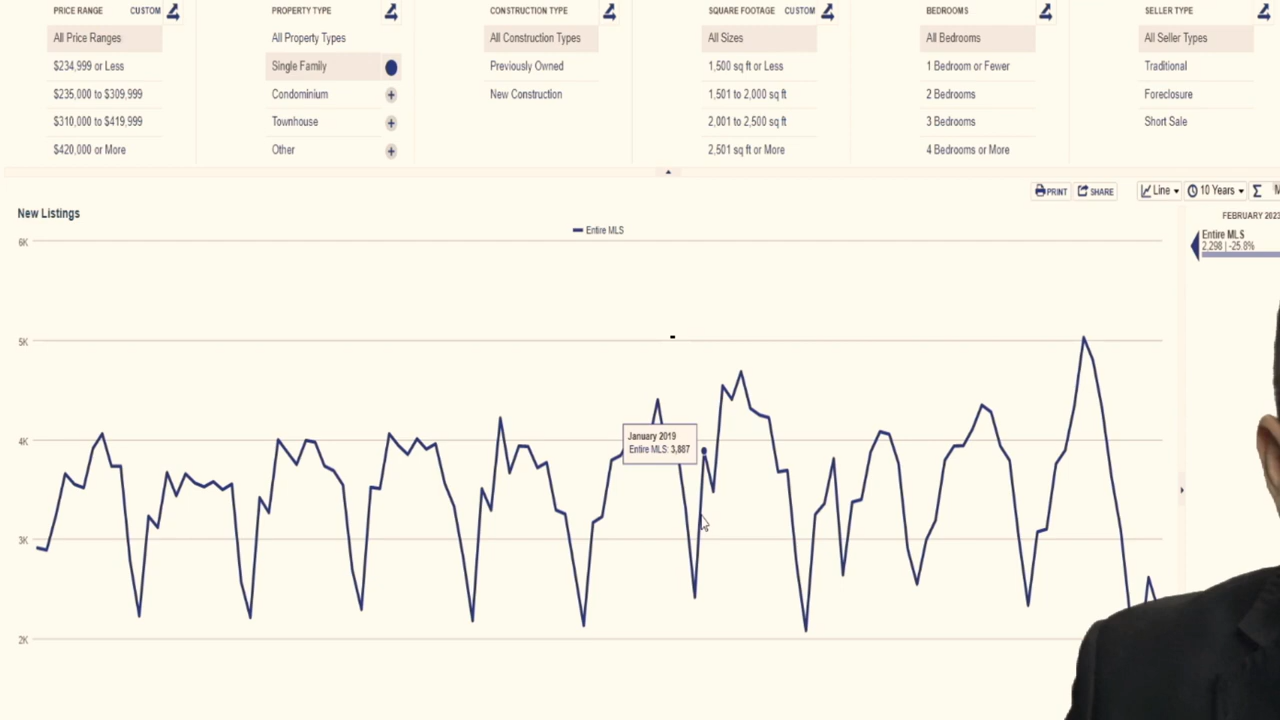 PRICE RANGE CUSTOM
All Price Ranges
$234,999 or Less
$235,000 to $309,999
$310,000 to $419,999
$420,000 or More
PROPERTY TYPE
All Property Types
Single Family
Condominium
Townhouse
Other
CONSTRUCTION TYPE
All Construction Types
Previously Owned
New Construction
SQUARE FOOTAGE CUSTOM
All Sizes
1,500 sq ft or Less
1,501 to 2,000 sq ft
2,001 to 2,500 sq ft
2,501 sq ft or More
BEDROOMS
All Bedrooms
1 Bedroom or Fewer
2 Bedrooms
3 Bedrooms
4 Bedrooms or More
SELLER TYPE
All Seller Types
Traditional
Foreclosure
Short Sale
PRINT SHARE Line 10 Years Σ M
New Listings
Entire MLS
6K
5K
4K
3K
2K
January 2019
Entire MLS: 3,887
FEBRUARY 2023
Entire MLS
2,298 | -25.8%